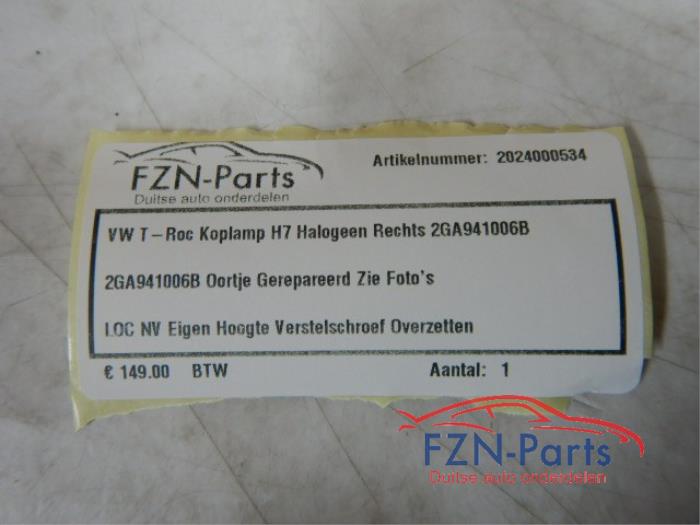 FZN-Parts
Duitse auto onderdelen
Artikelnummer: 2024000534
VW T-Roc Koplamp H7 Halogeen Rechts 2GA941006B
2GA941006B Oortje Gerepareerd Zie Foto's
LOC NV Eigen Hoogte Verstelschroef Overzetten
€ 149.00 BTW
Aantal: 1
FZN-Parts
Duitse auto onderdelen